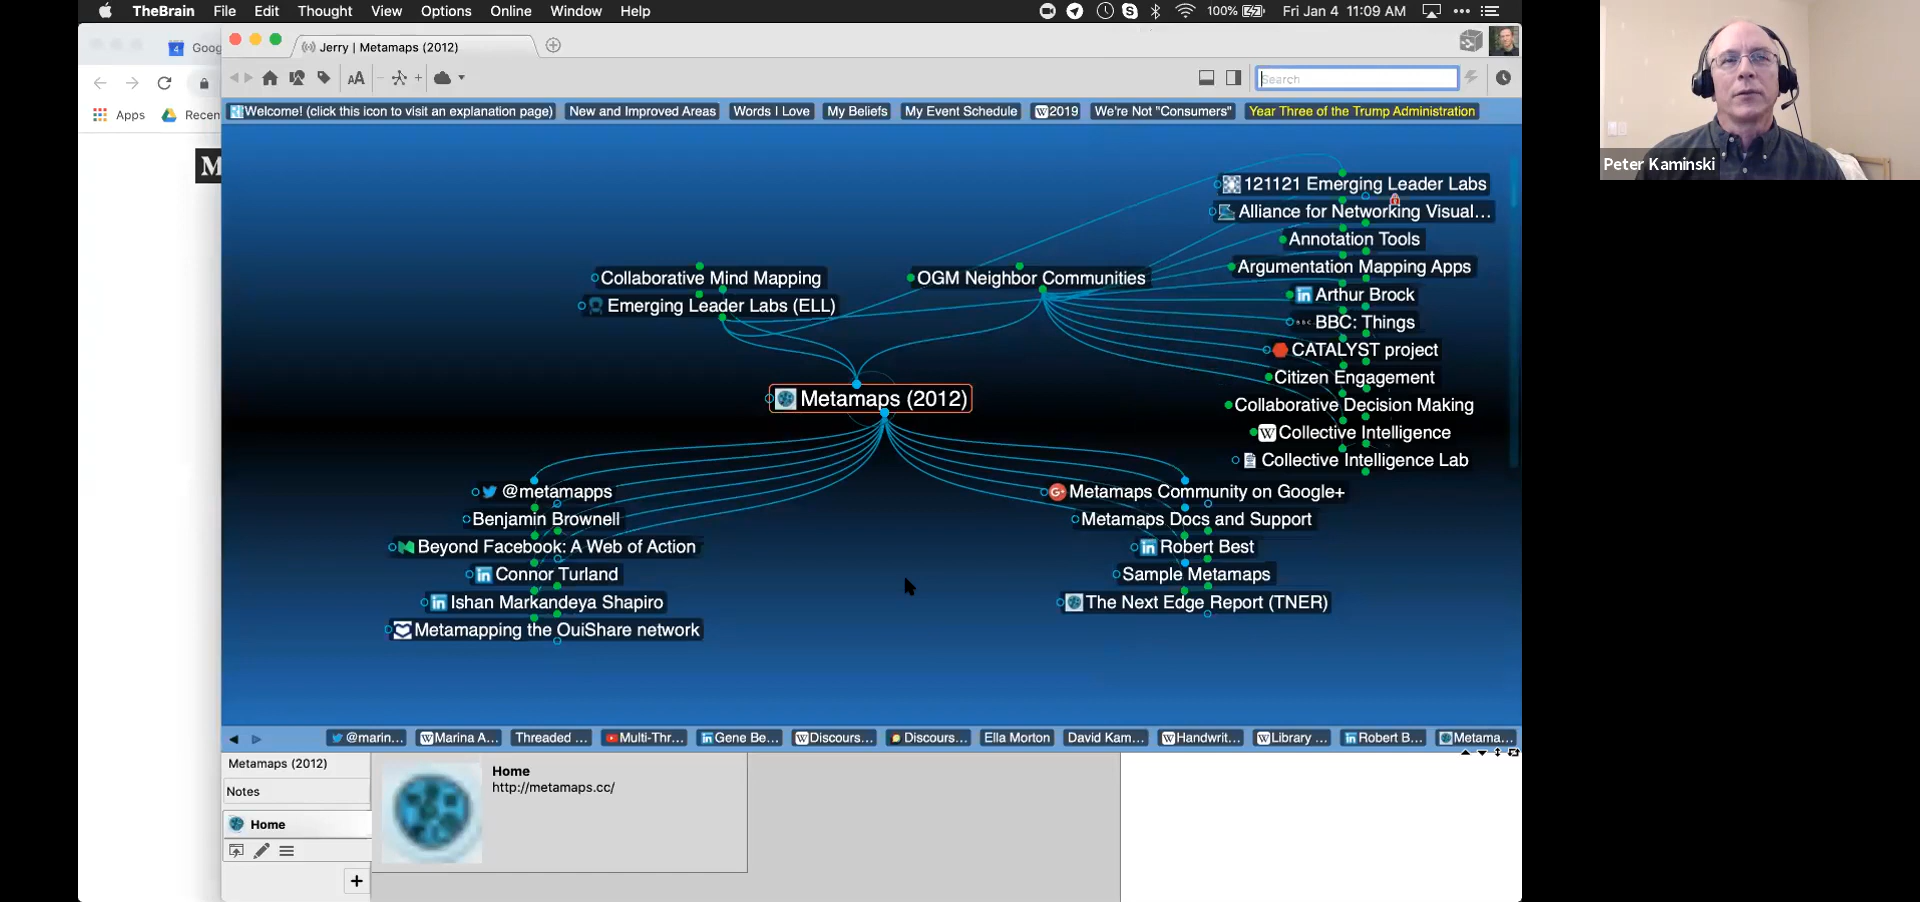 TheBrain File Edit Thought View Options Online Window Help 100% Fri Jan 4 11:09 AM
Goog
Jerry | Metamaps (2012)
AA
Search
Apps
Recen
Welcome! (click this icon to visit an explanation page)
New and Improved Areas
Words I Love
My Beliefs
My Event Schedule
W 2019
We're Not "Consumers"
Year Three of the Trump Administration
M
Peter Kaminski
121121 Emerging Leader Labs
Alliance for Networking Visual...
Annotation Tools
Argumentation Mapping Apps
in Arthur Brock
BBC: Things
CATALYST project
Citizen Engagement
Collaborative Decision Making
W Collective Intelligence
Collective Intelligence Lab
Collaborative Mind Mapping
Emerging Leader Labs (ELL)
OGM Neighbor Communities
Metamaps (2012)
@metamapps
Benjamin Brownell
Beyond Facebook: A Web of Action
in Connor Turland
in Ishan Markandeya Shapiro
Metamapping the OuiShare network
G+ Metamaps Community on Google+
Metamaps Docs and Support
in Robert Best
Sample Metamaps
The Next Edge Report (TNER)
@marin...
W Marina A...
Threaded ...
Multi-Thr...
in Gene Be...
W Discours...
Discours...
Ella Morton
David Kam...
W Handwrit...
W Library ...
in Robert B...
Metama...
Metamaps (2012)
Notes
Home
Home
http://metamaps.cc/